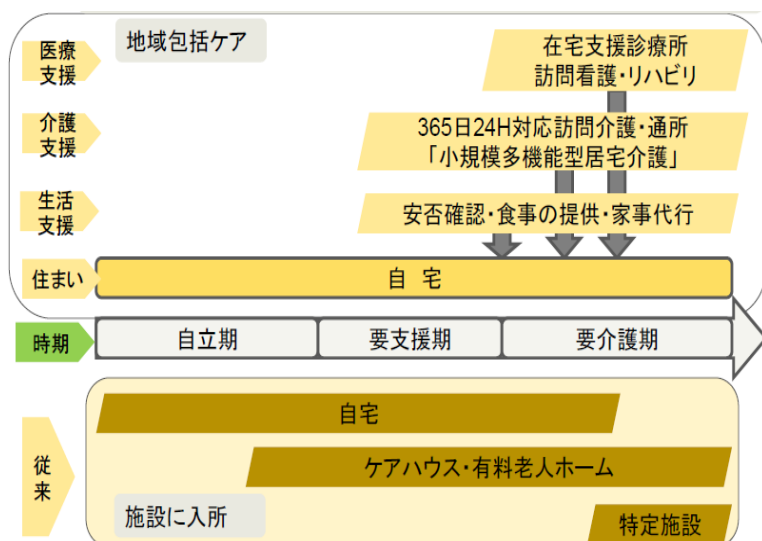 医療
支援
地域包括ケア
在宅支援診療所
訪問看護・リハビリ
介護
支援
365日24H対応訪問介護・通所
「小規模多機能型居宅介護」
生活
支援
安否確認・食事の提供・家事代行
住まい
自 宅
時期
自立期
要支援期
要介護期
従
来
自宅
ケアハウス・有料老人ホーム
施設に入所
特定施設